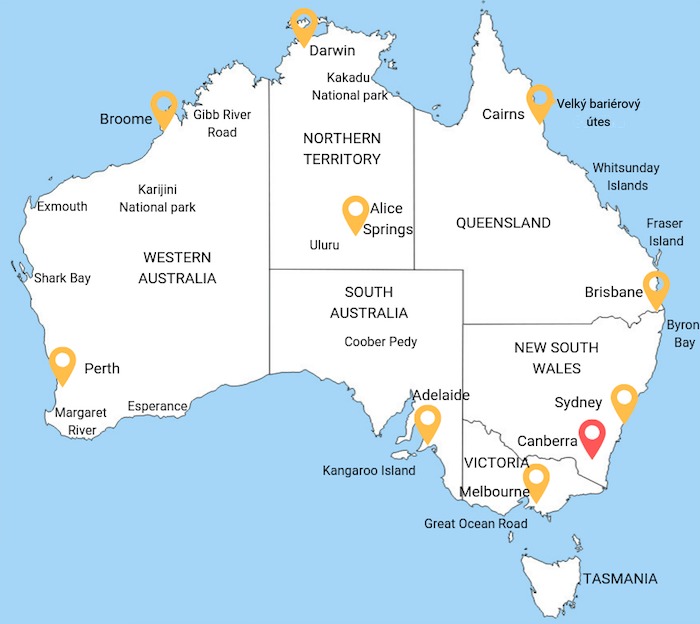 Darwin
Kakadu
National park
Broome
Gibb River
Road
Cairns
Velký bariérový
útes
NORTHERN
TERRITORY
Whitsunday
Islands
Karijini
National park
Exmouth
Alice
Springs
QUEENSLAND
Fraser
Island
Uluru
WESTERN
AUSTRALIA
Shark Bay
SOUTH
AUSTRALIA
Brisbane
Byron
Bay
Coober Pedy
NEW SOUTH
WALES
Perth
Adelaide
Sydney
Margaret
River
Esperance
Canberra
Kangaroo Island
VICTORIA
Melbourne
Great Ocean Road
TASMANIA